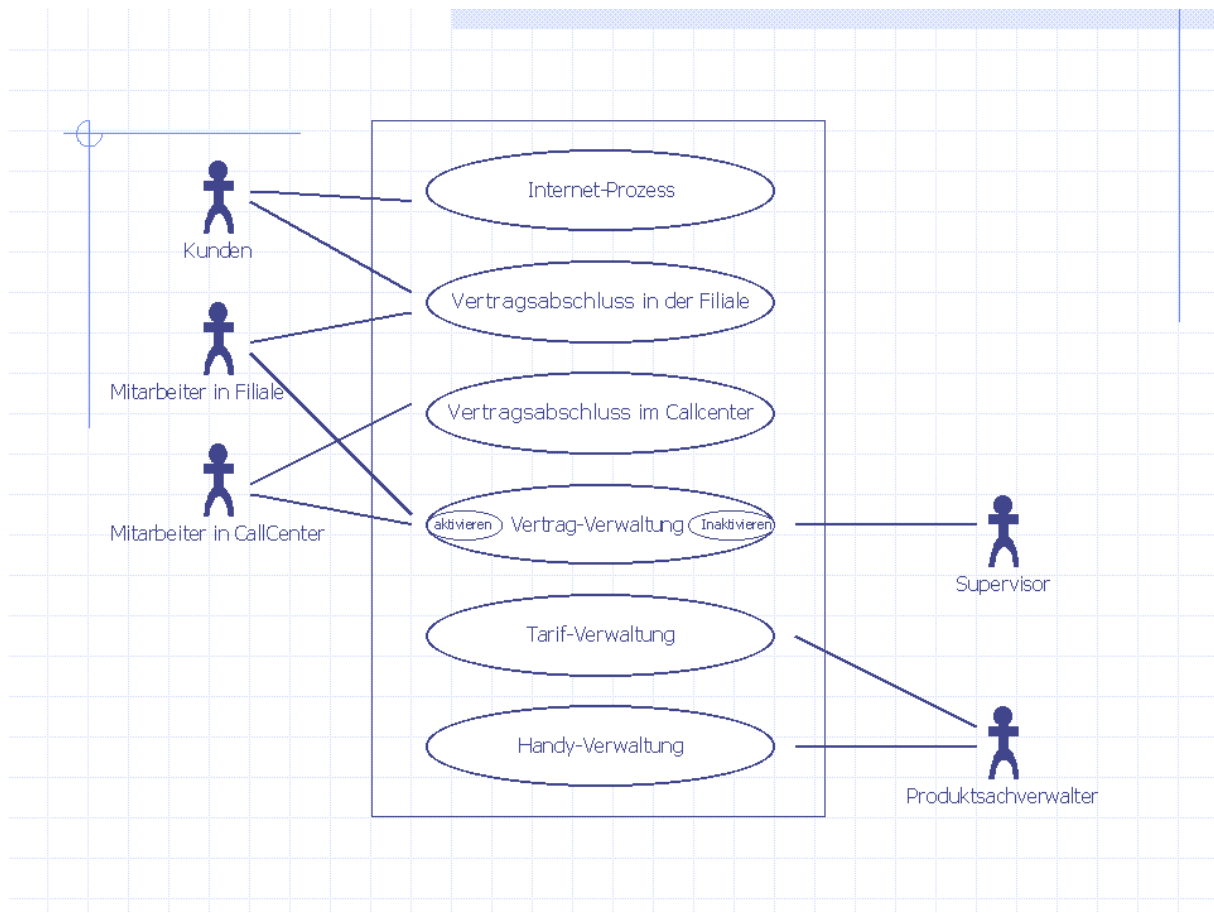 Internet-Prozess
Kunden
Vertragsabschluss in der Filiale
Mitarbeiter in Filiale
Vertragsabschluss im Callcenter
Mitarbeiter in CallCenter
aktivieren
Vertrag-Verwaltung
Inaktivieren
Supervisor
Tarif-Verwaltung
Handy-Verwaltung
Produktsachverwalter